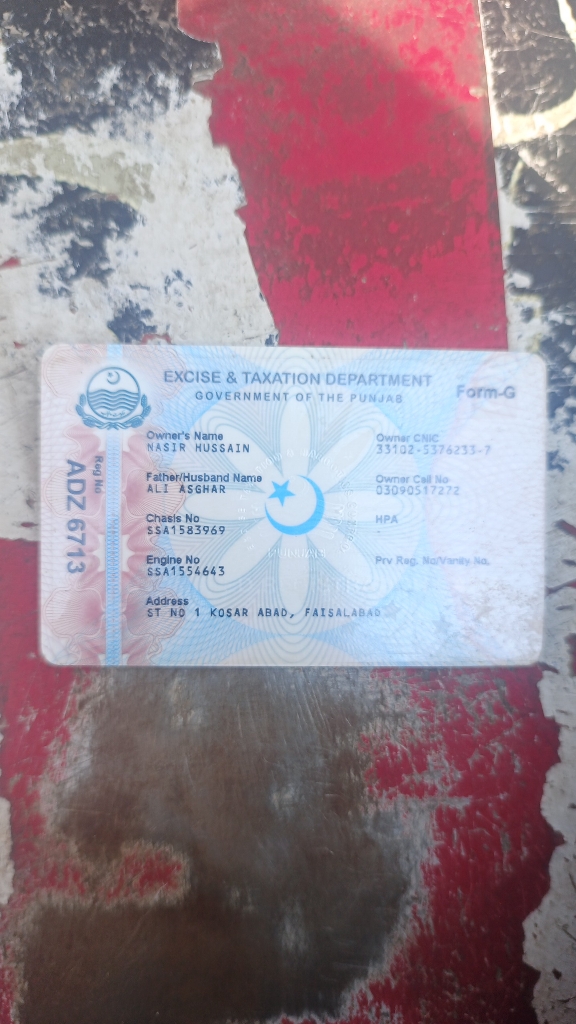 EXCISE & TAXATION DEPARTMENT
GOVERNMENT OF THE PUNJAB
Form-G
Reg No
ADZ 6713
Owner's Name
NASIR HUSSAIN
Owner CNIC
33102-5376233-7
Father/Husband Name
ALI ASGHAR
Owner Cell No
03090517272
Chasis No
SSA1583969
HPA
Engine No
SSA1554643
Prv Reg. No/Vanity No.
Address
ST NO 1 KOSAR ABAD, FAISALABAD